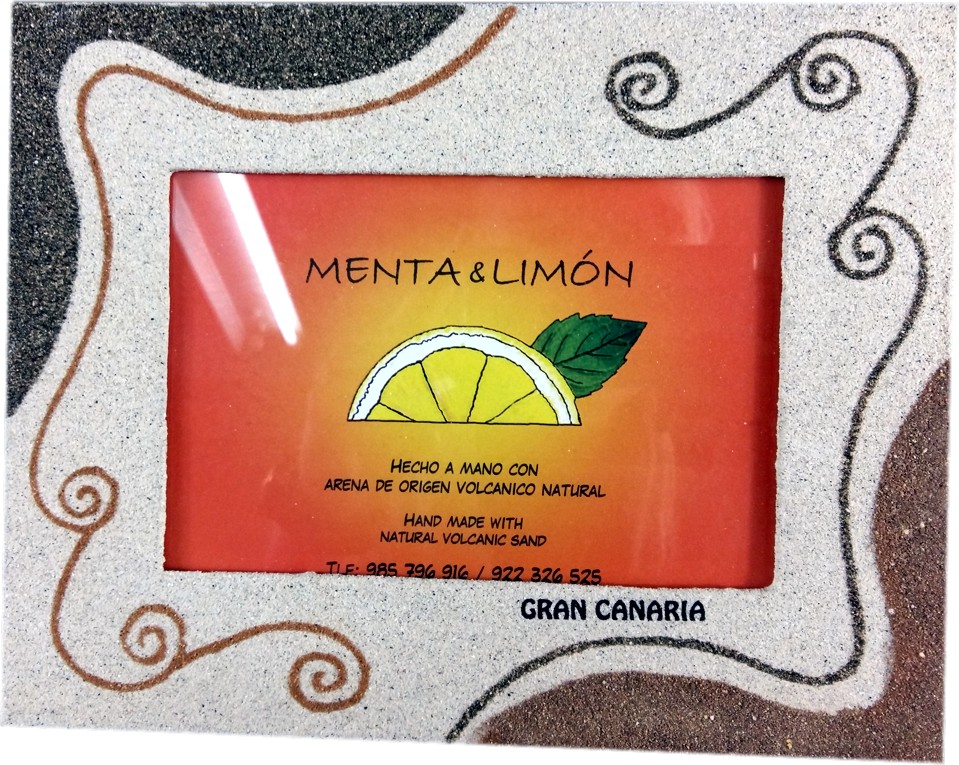 MENTA & LIMÓN
HECHO A MANO CON
ARENA DE ORIGEN VOLCANICO NATURAL
HAND MADE WITH
NATURAL VOLCANIC SAND
TLF: 985 796 916 / 922 326 525
GRAN CANARIA